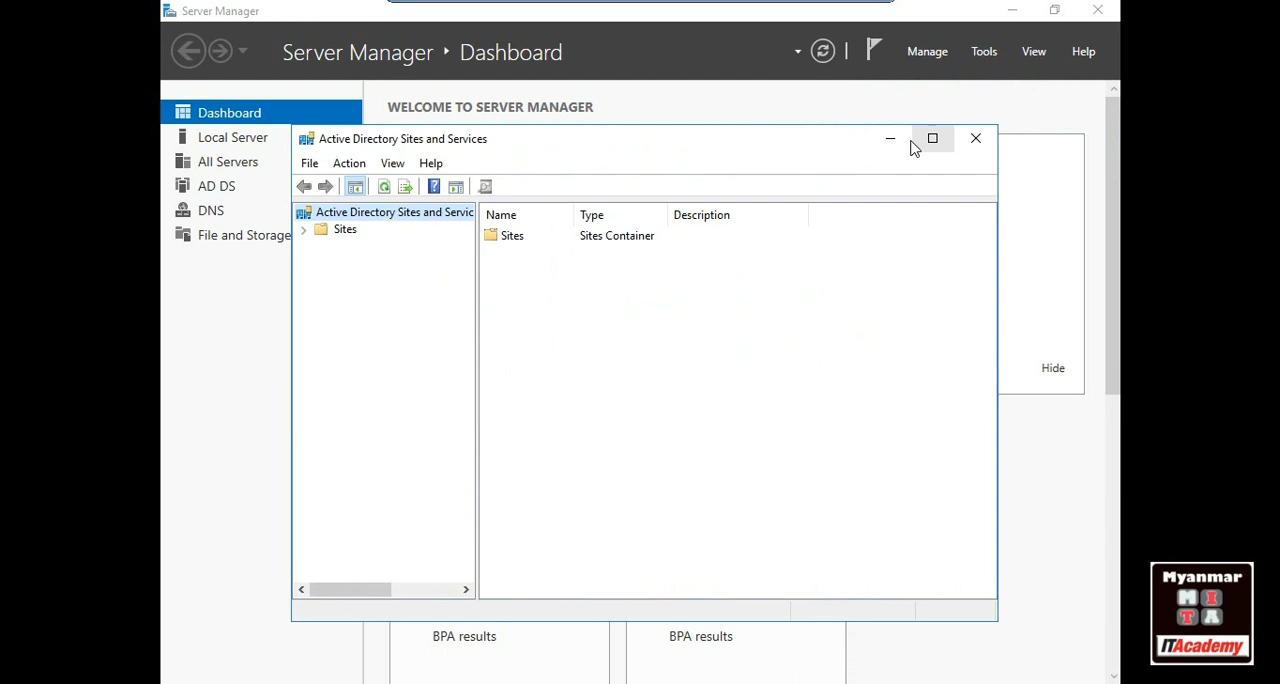 Server Manager
Server Manager ‣ Dashboard
Manage Tools View Help
Dashboard
Local Server
All Servers
AD DS
DNS
File and Storage
WELCOME TO SERVER MANAGER
Active Directory Sites and Services
File Action View Help
Active Directory Sites and Servic
Sites
Name Type Description
Sites Sites Container
Hide
BPA results
BPA results
Myanmar
M I
T A
ITAcademy